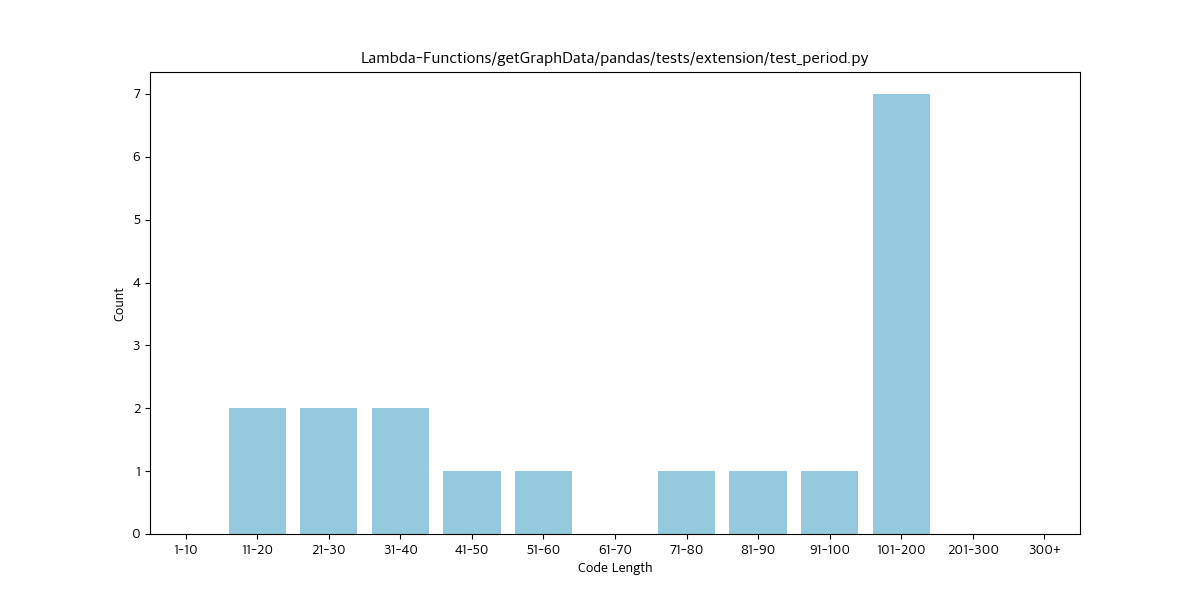 Lambda-Functions/getGraphData/pandas/tests/extension/test_period.py
7
6
5
4
3
2
1
0
Count
1-10 11-20 21-30 31-40 41-50 51-60 61-70 71-80 81-90 91-100 101-200 201-300 300+
Code Length